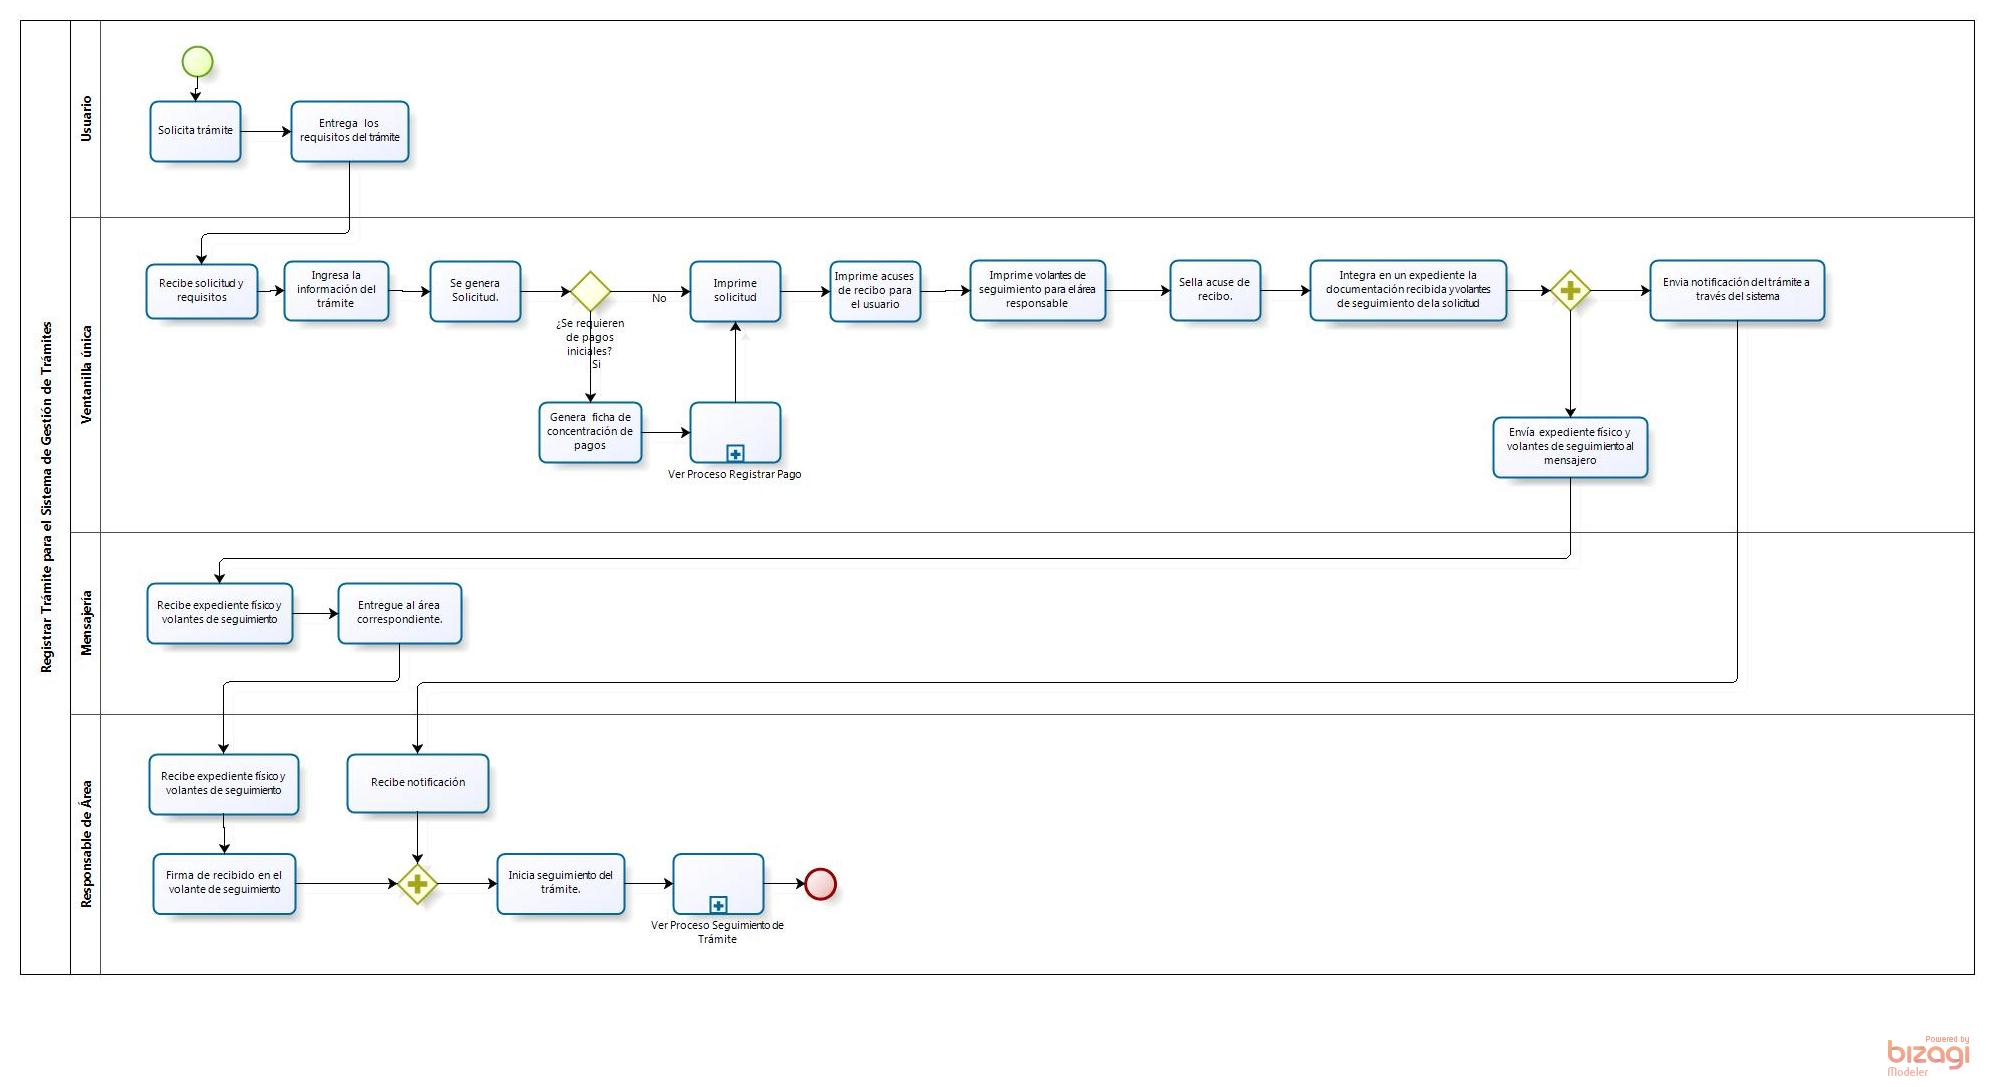 Registrar Trámite para el Sistema de Gestión de Trámites
Usuario
Solicita trámite
Entrega los
requisitos del trámite
Ventanilla única
Recibe solicitud y
requisitos
Ingresa la
información del
trámite
Se genera
Solicitud.
¿Se requieren
de pagos
iniciales?
No
Si
Imprime
solicitud
Imprime acuses
de recibo para
el usuario
Imprime volantes de
seguimiento para el área
responsable
Sella acuse de
recibo.
Integra en un expediente la
documentación recibida y volantes
de seguimiento de la solicitud
Envia notificación del trámite a
través del sistema
Genera ficha de
concentración de
pagos
Ver Proceso Registrar Pago
Envía expediente físico y
volantes de seguimiento al
mensajero
Mensajería
Recibe expediente físico y
volantes de seguimiento
Entregue al área
correspondiente.
Responsable de Área
Recibe expediente físico y
volantes de seguimiento
Recibe notificación
Firma de recibido en el
volante de seguimiento
Inicia seguimiento del
trámite.
Ver Proceso Seguimiento de
Trámite
Powered by
bizagi
Modeler